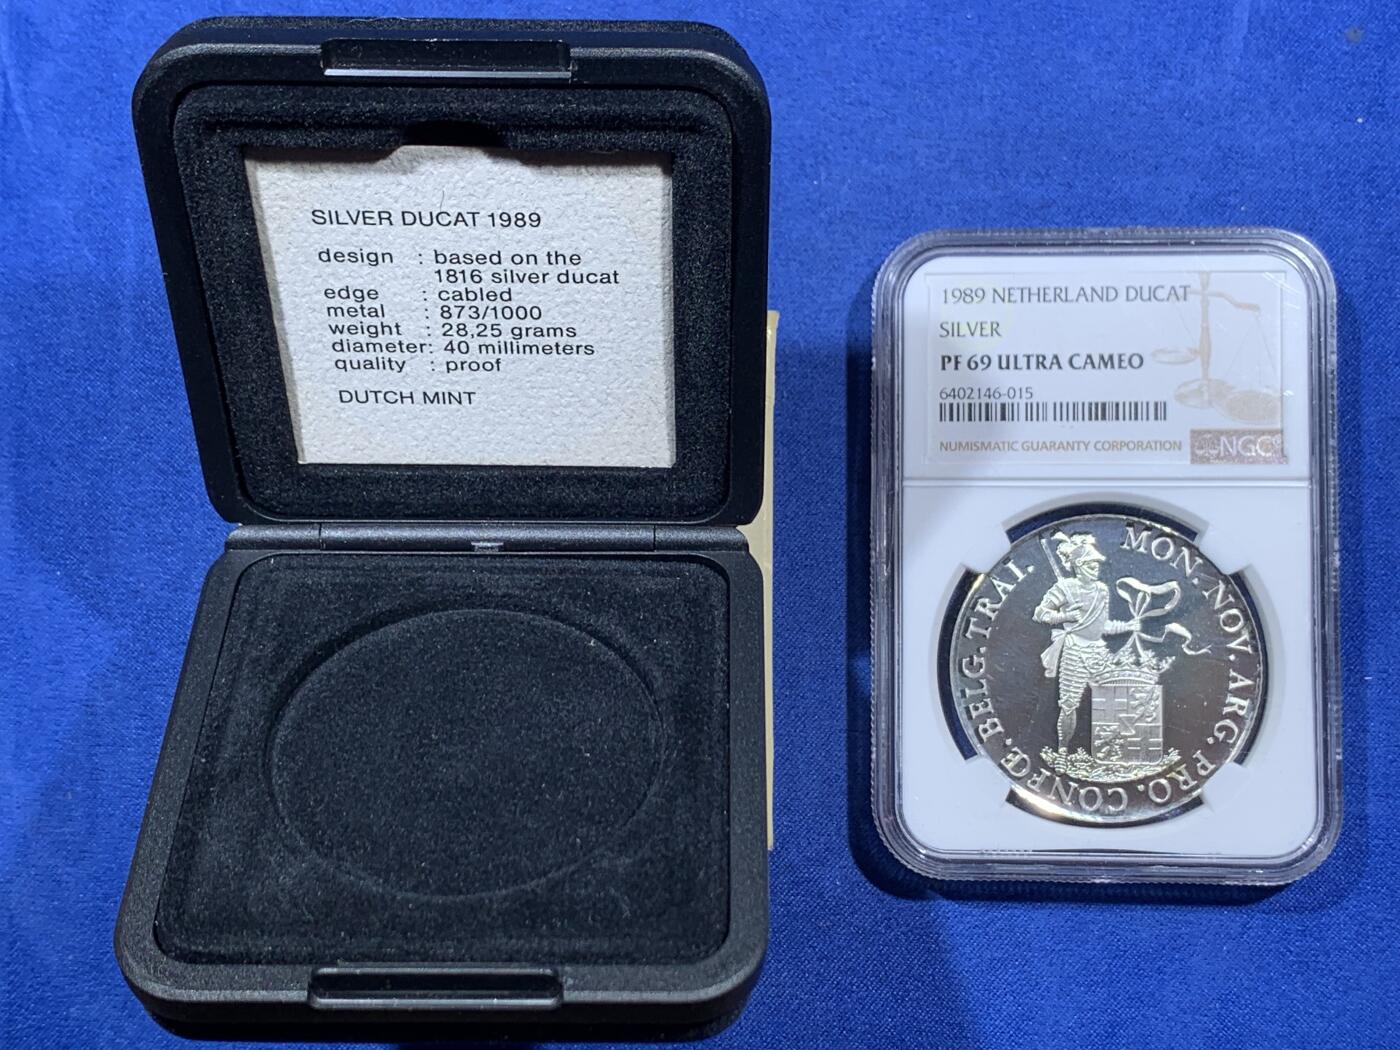 SILVER DUCAT 1989
design : based on the
1816 silver ducat
edge : cabled
metal : 873/1000
weight : 28,25 grams
diameter: 40 millimeters
quality : proof
DUTCH MINT
1989 NETHERLAND DUCAT
SILVER
PF 69 ULTRA CAMEO
6402146-015
NUMISMATIC GUARANTY CORPORATION
NGC
MON. NOV. ARG. PRO. CONFŒ. BELG. TRAI.